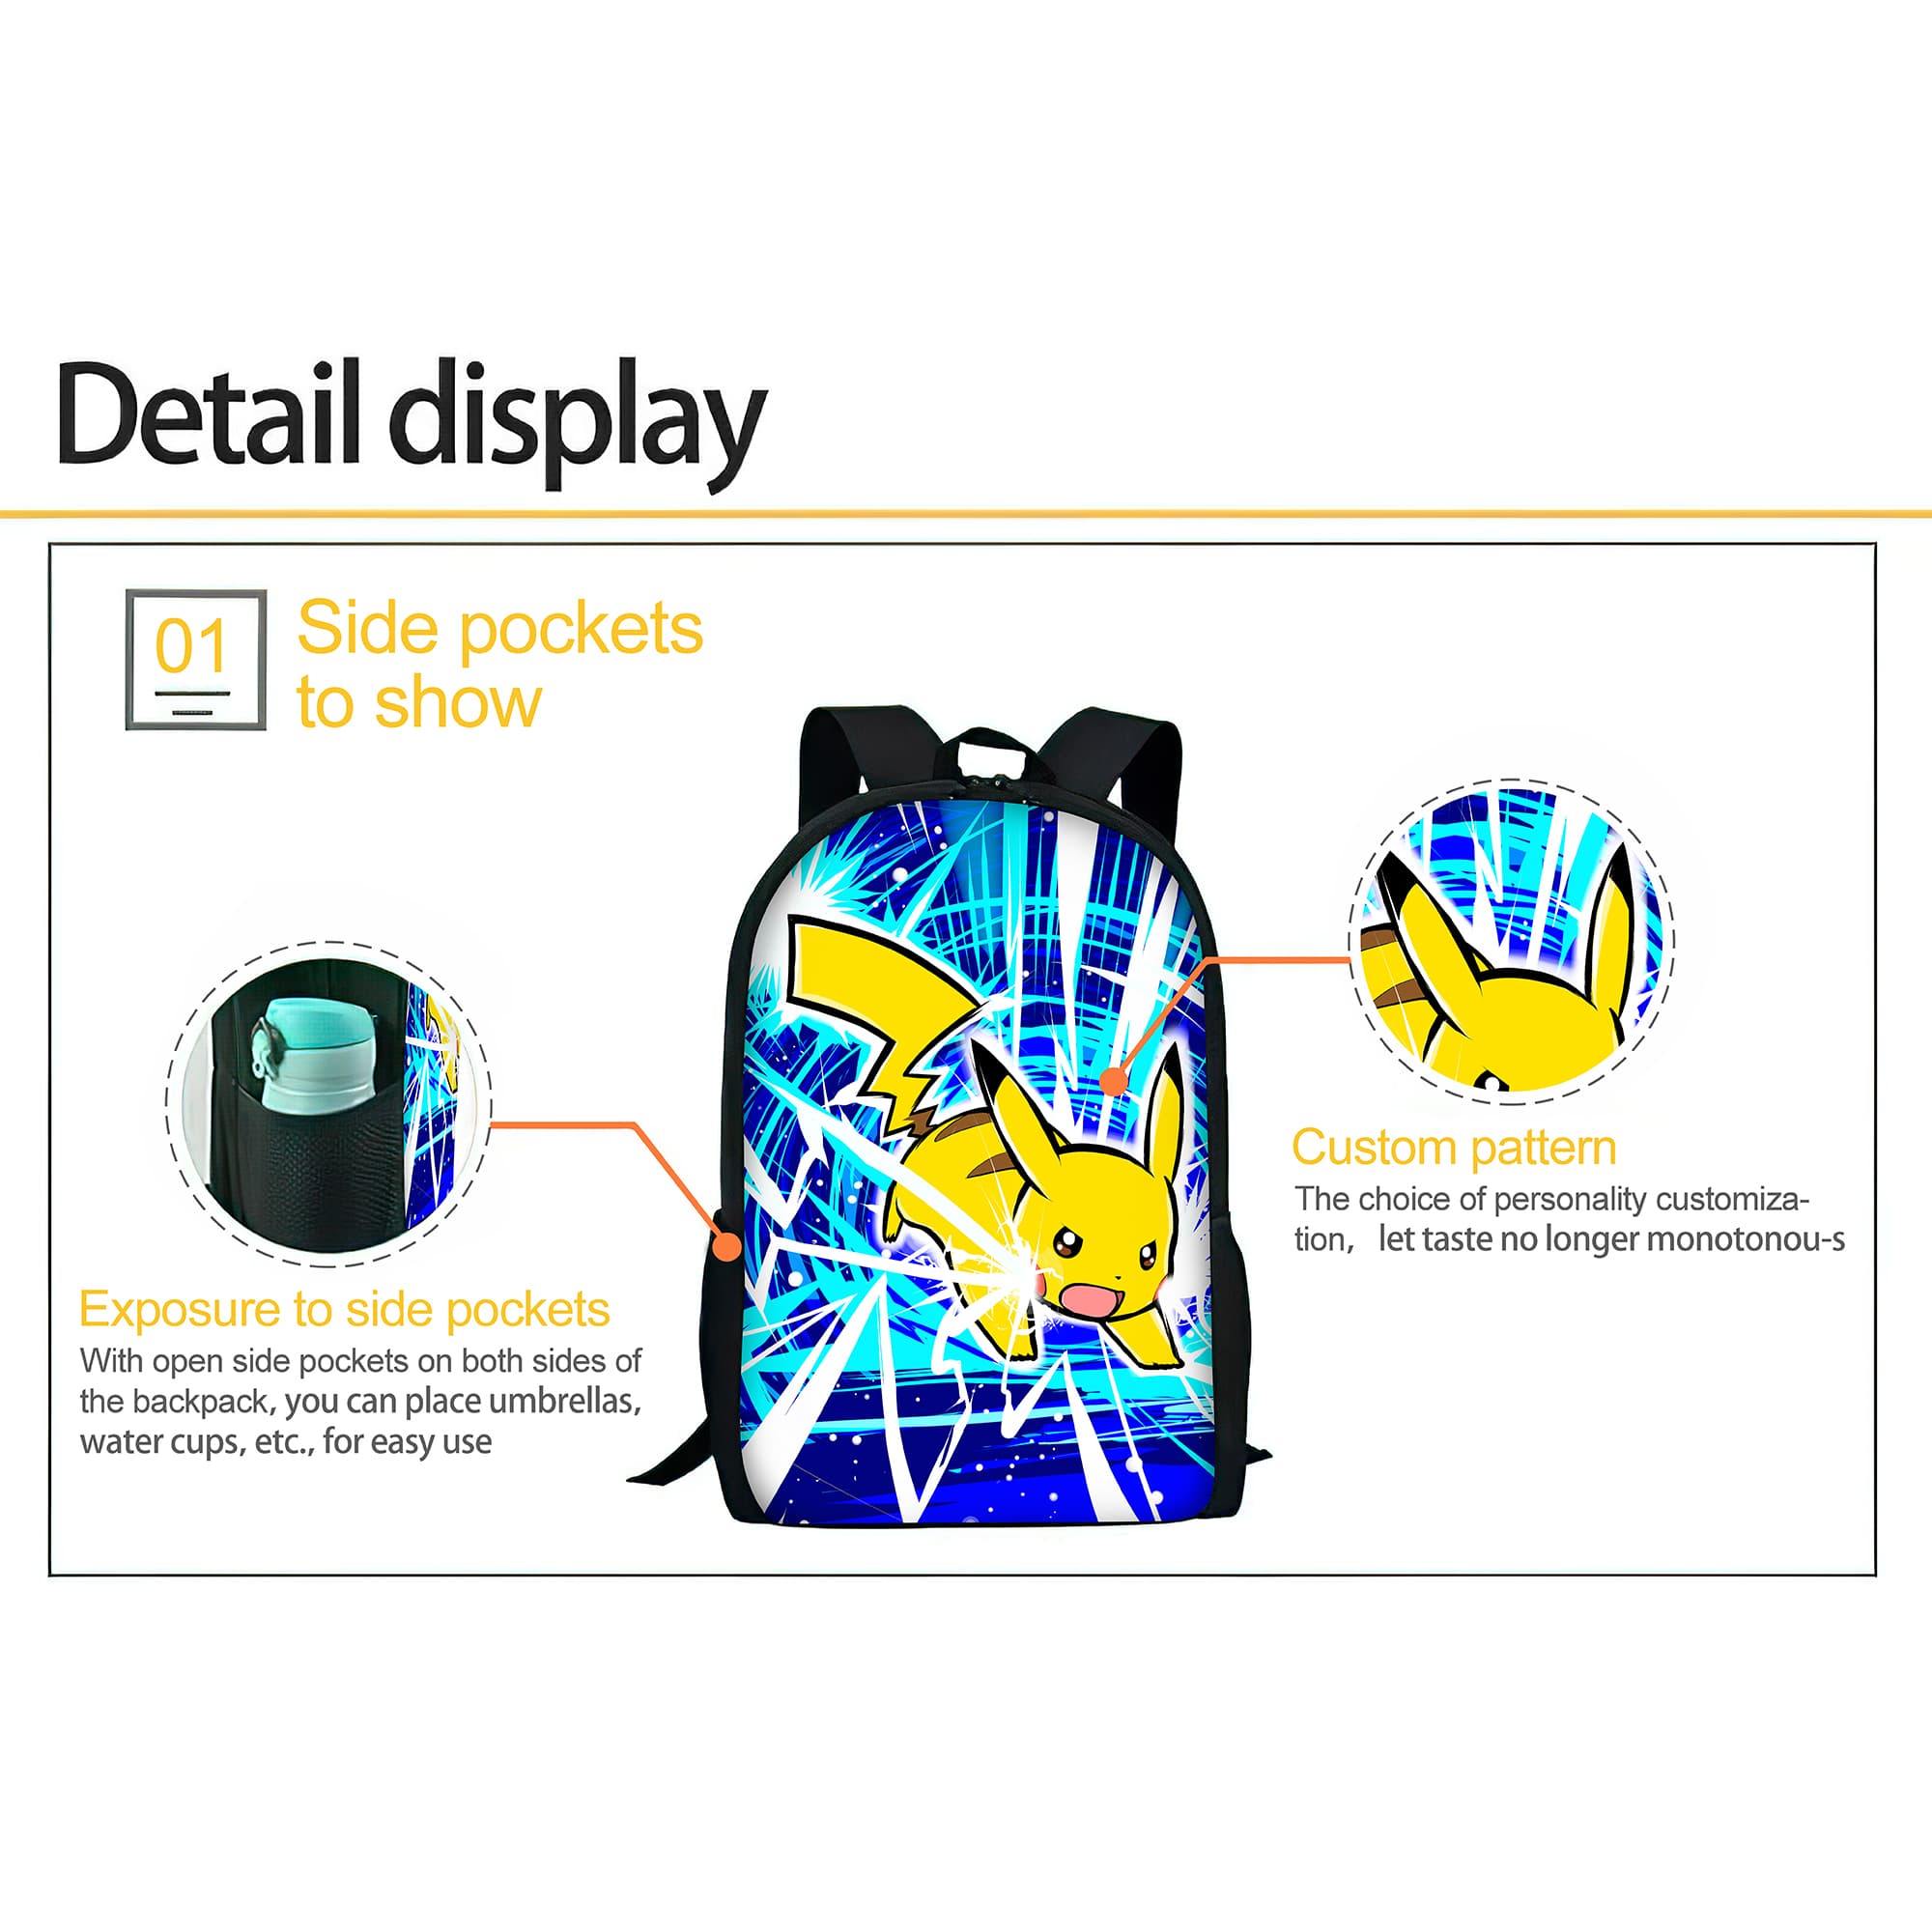 Detail display
01
Side pockets
to show
Custom pattern
The choice of personality customiza-
tion, let taste no longer monotonou-s
Exposure to side pockets
With open side pockets on both sides of
the backpack, you can place umbrellas,
water cups, etc., for easy use